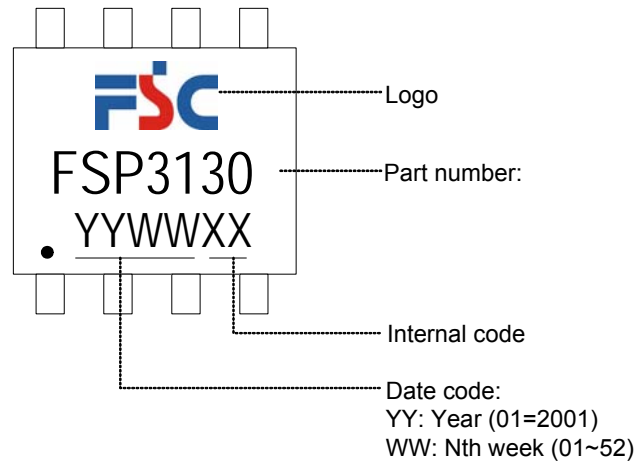 FSC
Logo
FSP3130
Part number:
YYWWXX
Internal code
Date code:
YY: Year (01=2001)
WW: Nth week (01~52)